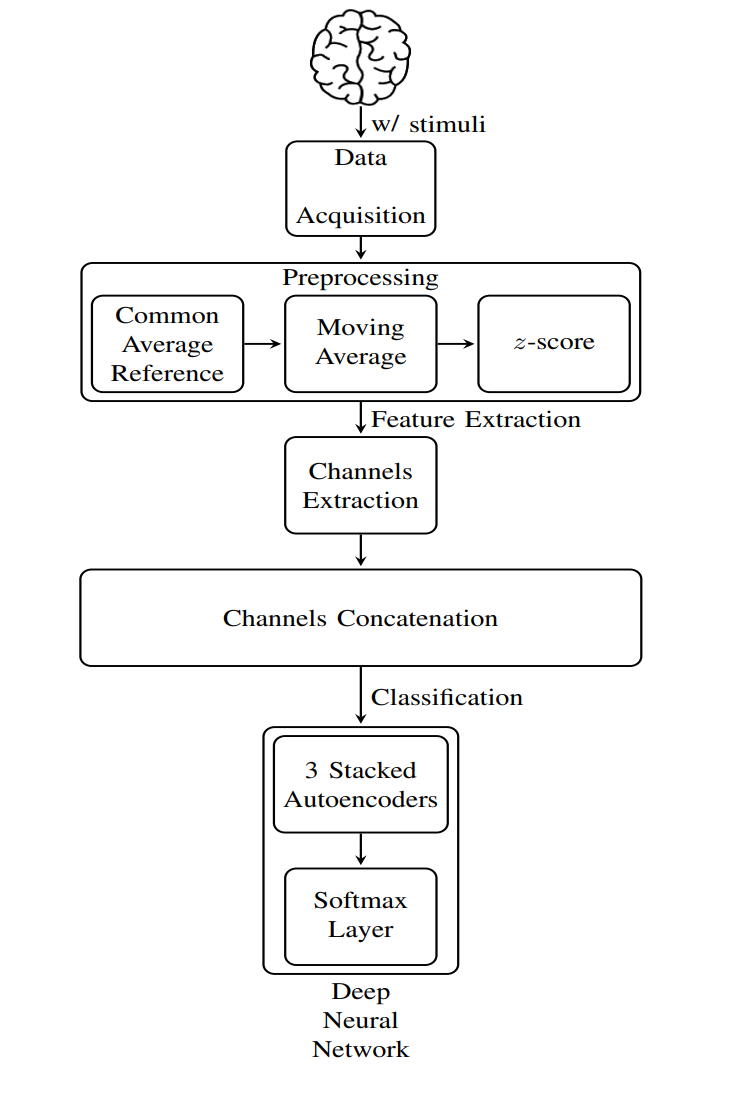 w/ stimuli
Data
Acquisition
Preprocessing
Common
Average
Reference
Moving
Average
z-score
Feature Extraction
Channels
Extraction
Channels Concatenation
Classification
3 Stacked
Autoencoders
Softmax
Layer
Deep
Neural
Network